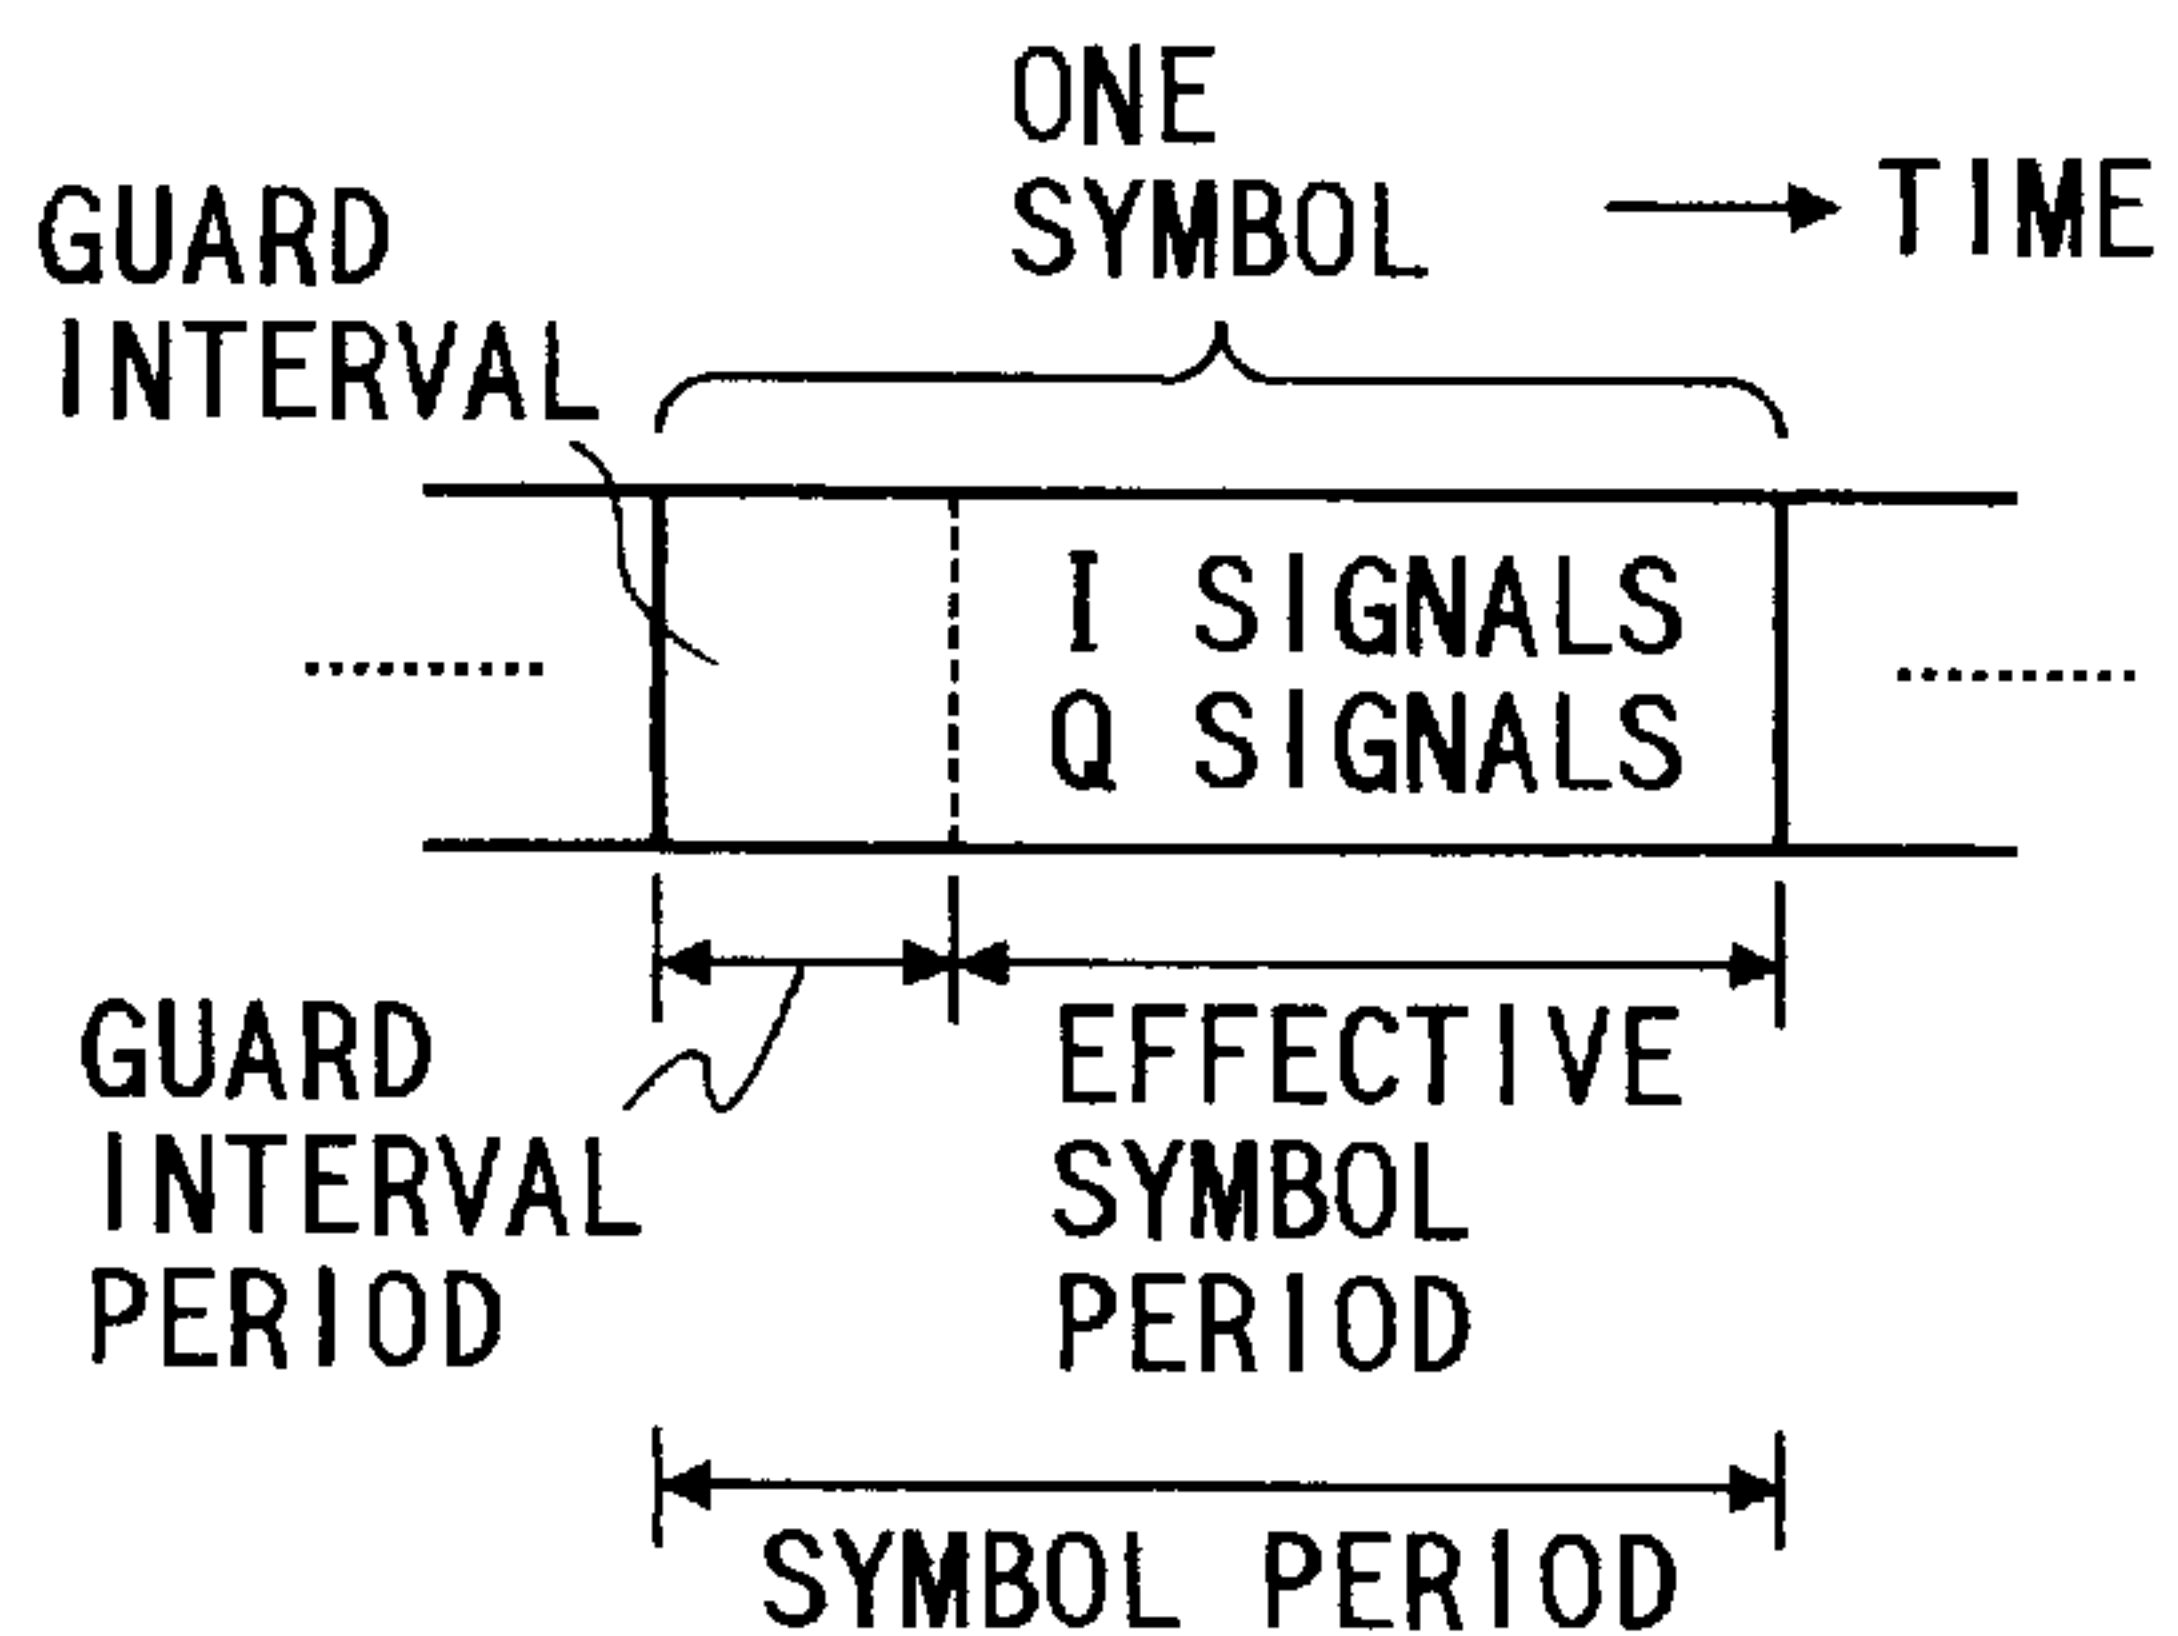 ONE
SYMBOL
TIME
GUARD
INTERVAL
I SIGNALS
Q SIGNALS
GUARD
INTERVAL
PERIOD
EFFECTIVE
SYMBOL
PERIOD
SYMBOL PERIOD